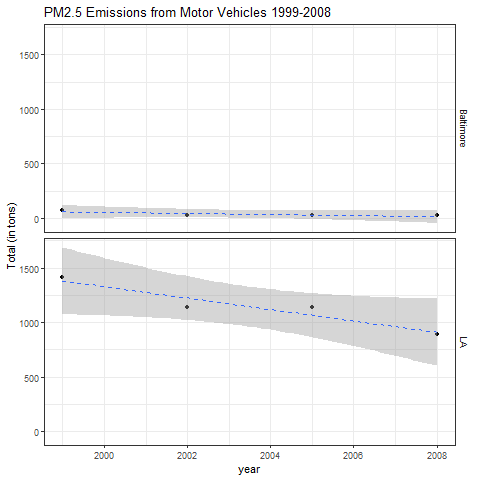 PM2.5 Emissions from Motor Vehicles 1999-2008
1500
1000
500
0
Baltimore
Total (in tons)
1500
1000
500
0
LA
2000 2002 2004 2006 2008
year